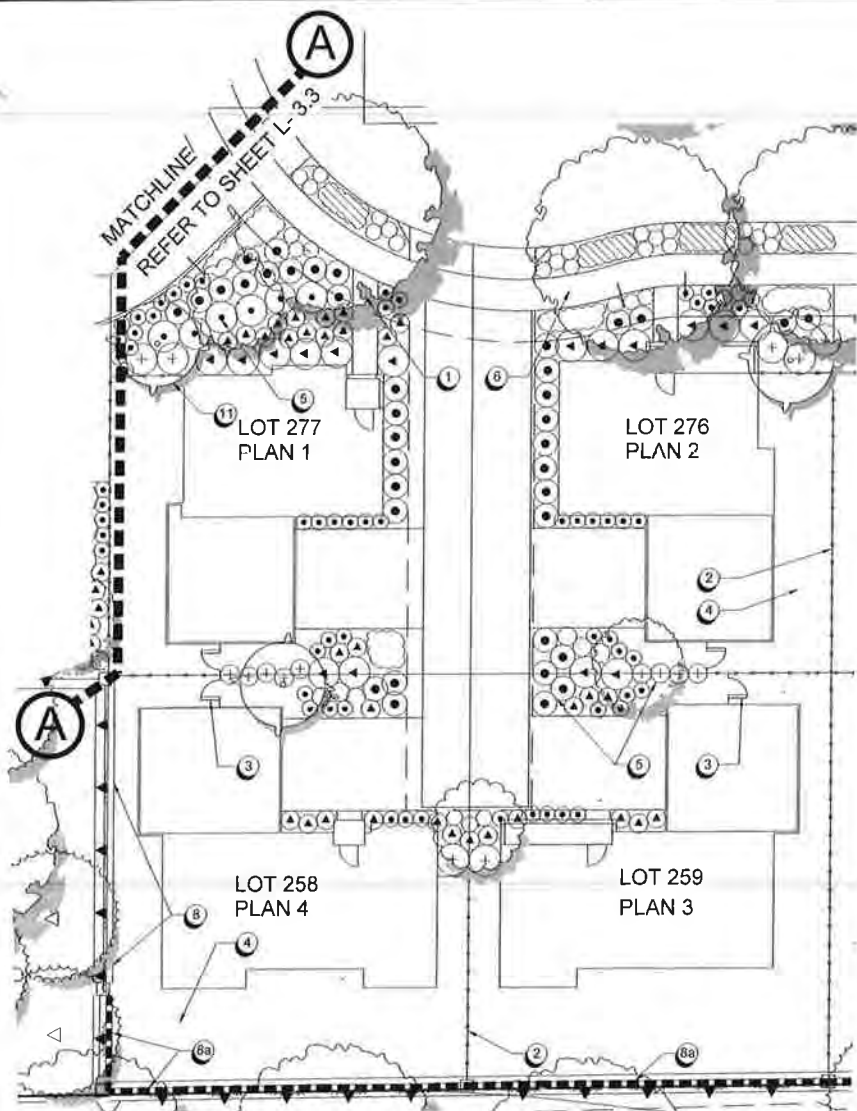 A
MATCHLINE
REFER TO SHEET L-3.3
1
6
5
11
LOT 277
PLAN 1
LOT 276
PLAN 2
2
4
A
3
5
3
LOT 258
PLAN 4
LOT 259
PLAN 3
8
4
8a
2
8a